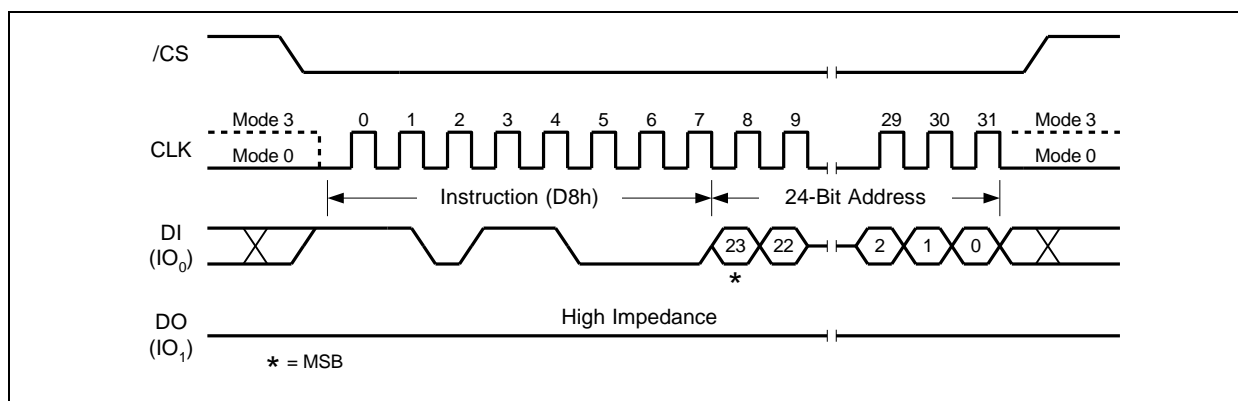 /CS
Mode 3 0 1 2 3 4 5 6 7 8 9 29 30 31 Mode 3
CLK Mode 0 Mode 0
Instruction (D8h) 24-Bit Address
DI
(IO0) 23 22 2 1 0
*
High Impedance
DO
(IO1)
* = MSB